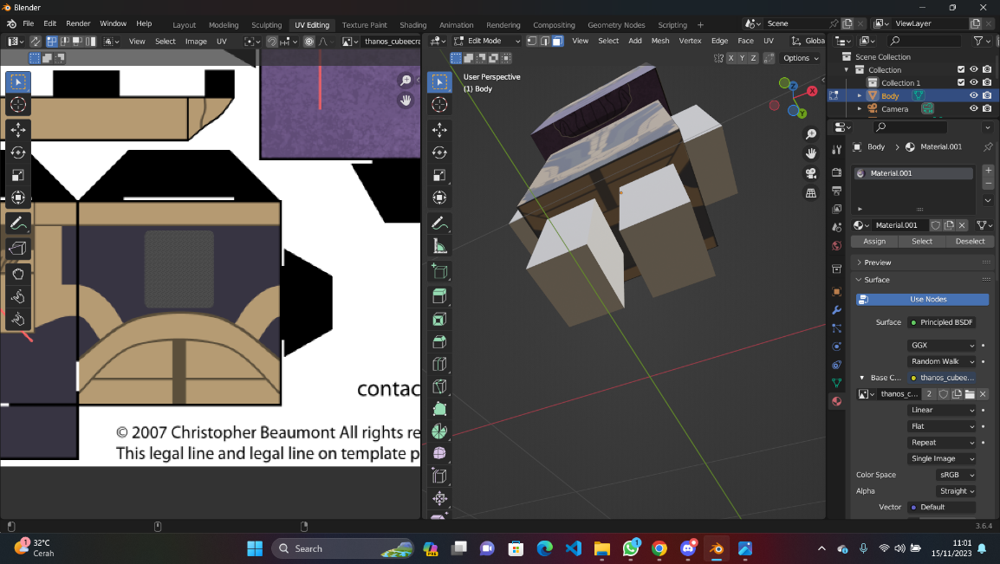 Blender
File Edit Render Window Help
Layout Modeling Sculpting UV Editing Texture Paint Shading Animation Rendering Compositing Geometry Nodes Scripting +
Scene
ViewLayer
View Select Image UV
thanos_cubeecra
Edit Mode
View Select Add Mesh Vertex Edge Face UV
Globa
X Y Z
Options
User Perspective
(1) Body
X
Y
Z
Scene Collection
Collection
Collection 1
Body
Camera
Body > Material.001
Material.001
Material.001
Assign Select Deselect
Preview
Surface
Use Nodes
Surface Principled BSDF
GGX
Random Walk
Base C... thanos_cubee...
thanos_c... 2
Linear
Flat
Repeat
Single Image
Color Space sRGB
Alpha Straight
Vector Default
contac
© 2007 Christopher Beaumont All rights re
This legal line and legal line on template p
3.6.4
1
32°C
Cerah
Search
PRE
1
11:01
15/11/2023